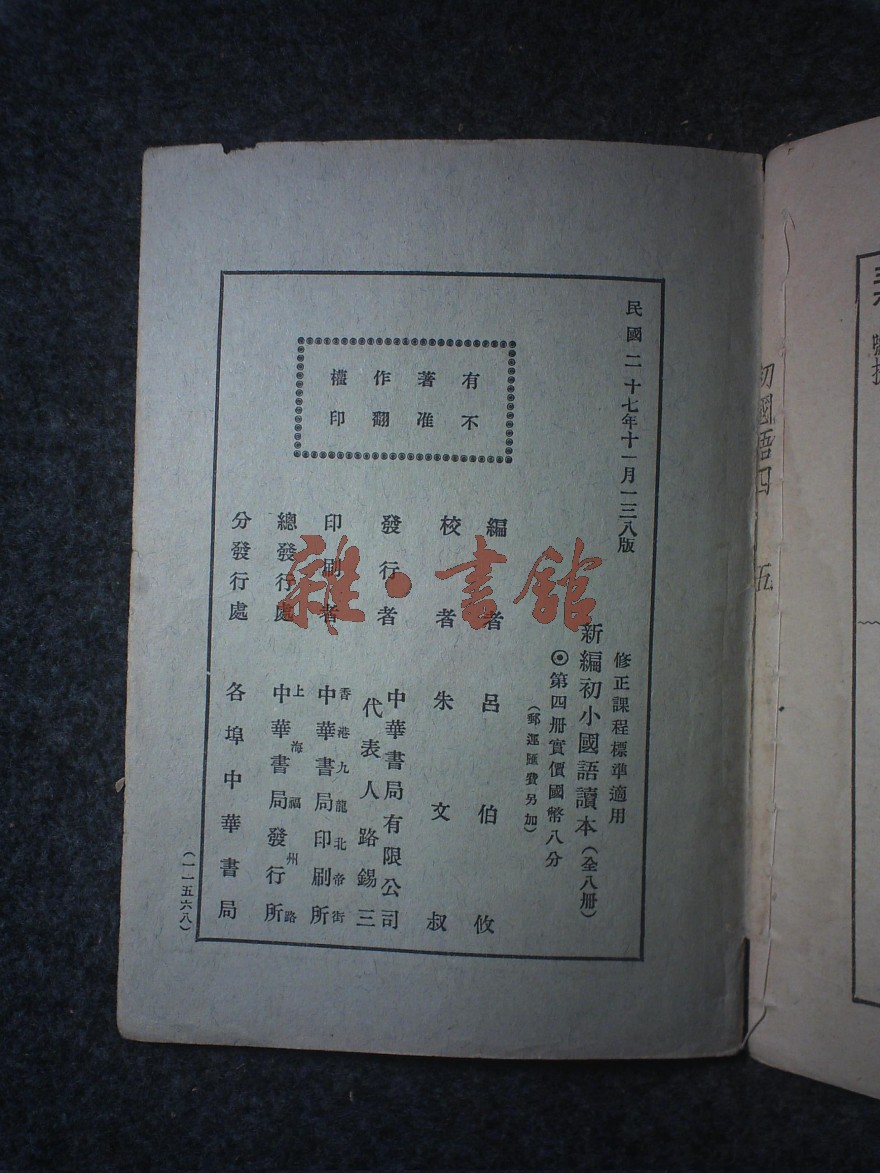 民國二十七年十一月一三八版
有不
著准
作翻
權印
修正課程標準適用
新編初小國語讀本（全八冊）
◉第四冊實價國幣八分
（郵運匯費另加）
編者 呂伯攸
校者 朱文叔
發行者 中華書局有限公司
代表人路錫三
印刷者 香港九龍北帝街
中華書局印刷所
總發行處 上海福州路
中華書局發行所
分發行處 各埠中華書局
（一一五六八）
雜·書館
初國語四